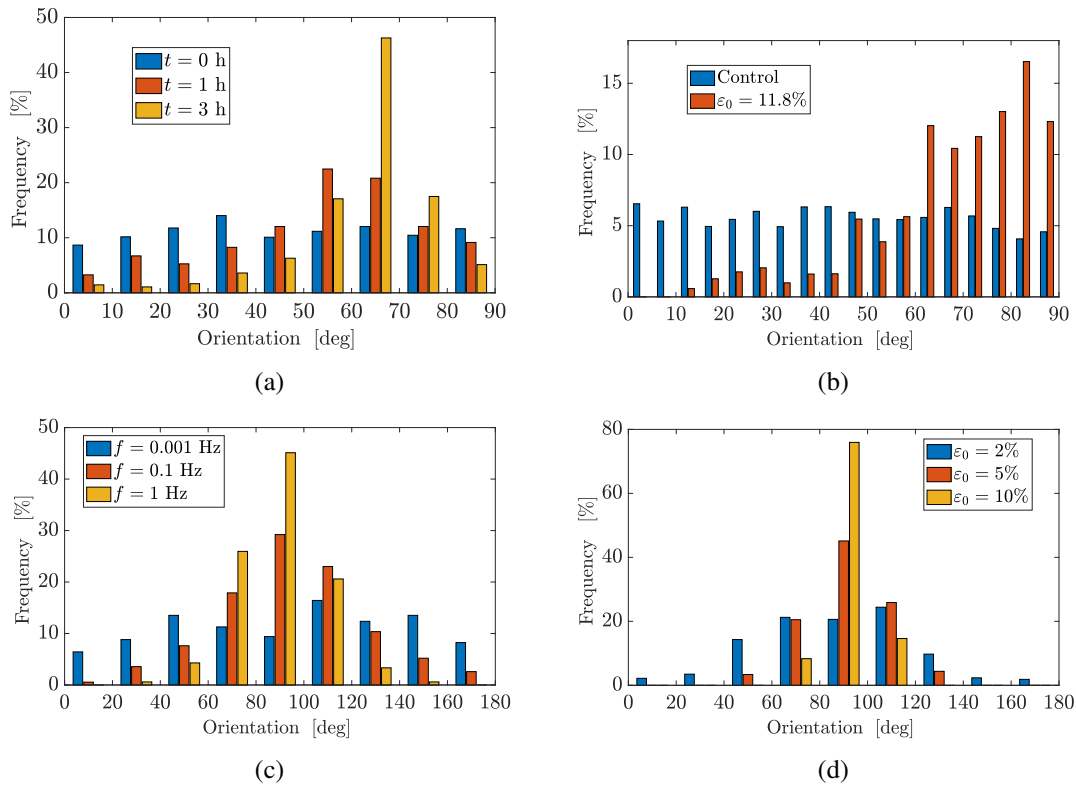 50
40
30
20
10
0
Frequency [%]
t = 0 h
t = 1 h
t = 3 h
0 10 20 30 40 50 60 70 80 90
Orientation [deg]
(a)
15
10
5
0
Frequency [%]
Control
ε₀ = 11.8%
0 10 20 30 40 50 60 70 80 90
Orientation [deg]
(b)
50
40
30
20
10
0
Frequency [%]
f = 0.001 Hz
f = 0.1 Hz
f = 1 Hz
0 20 40 60 80 100 120 140 160 180
Orientation [deg]
(c)
80
60
40
20
0
Frequency [%]
ε₀ = 2%
ε₀ = 5%
ε₀ = 10%
0 20 40 60 80 100 120 140 160 180
Orientation [deg]
(d)